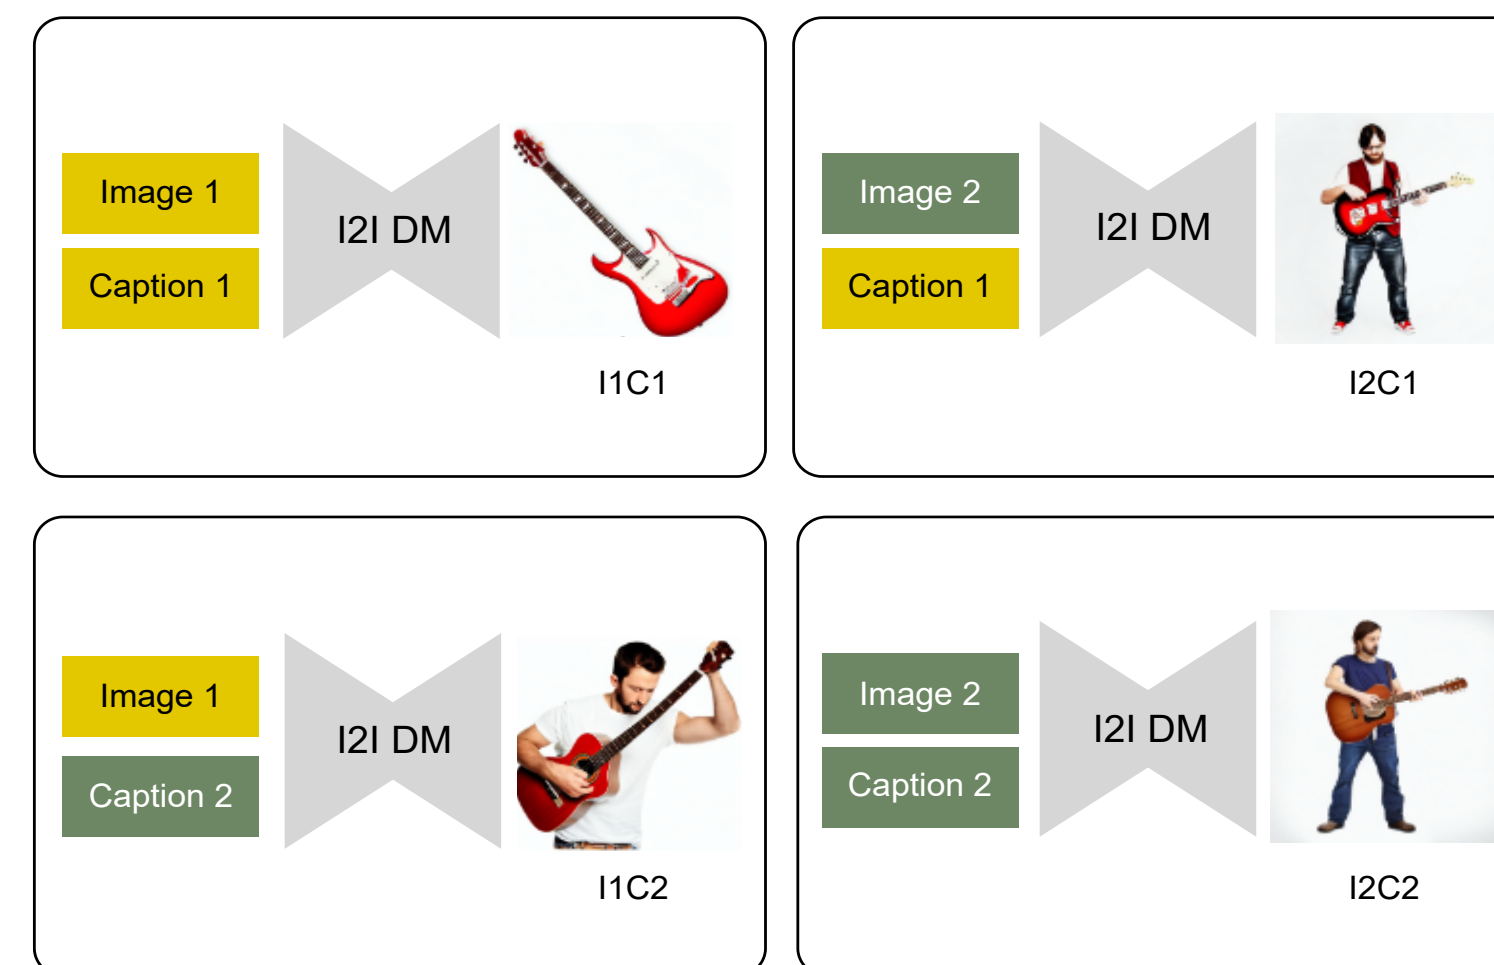 Image 1
Caption 1
I2I DM
I1C1
Image 2
Caption 1
I2I DM
I2C1
Image 1
Caption 2
I2I DM
I1C2
Image 2
Caption 2
I2I DM
I2C2